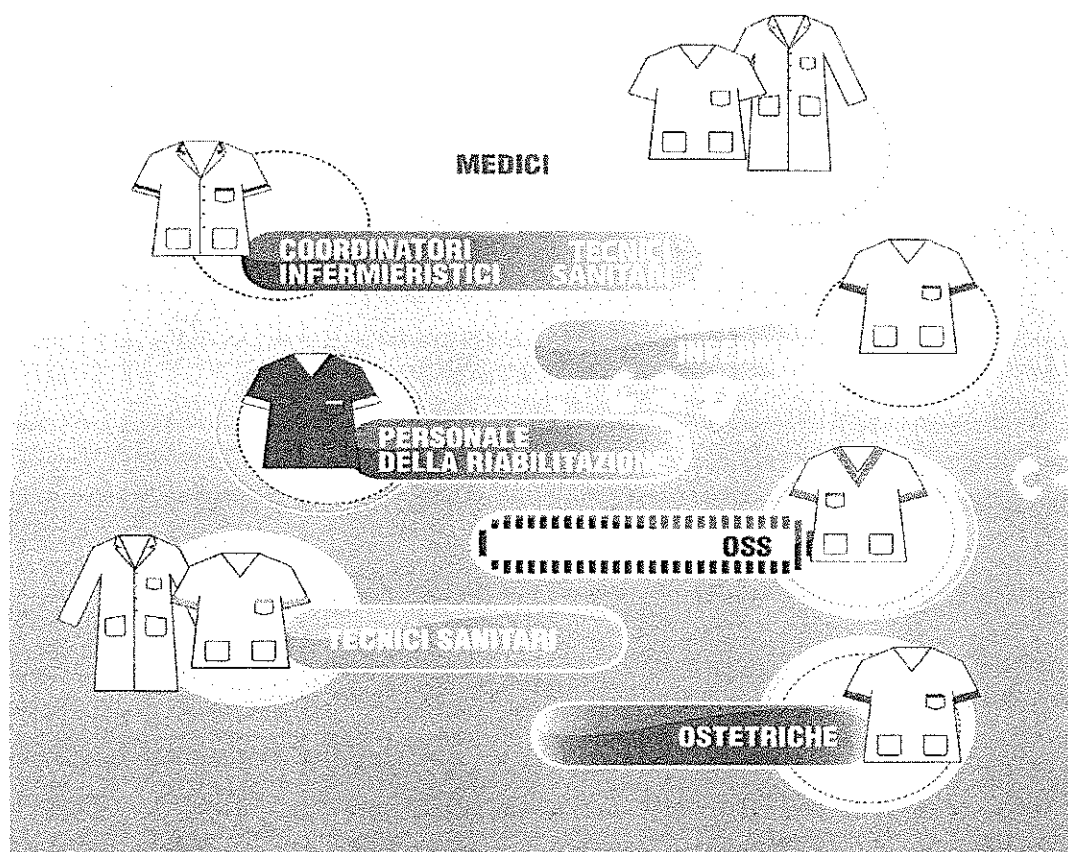 MEDICI
COORDINATORI TECNICI
INFERMIERISTICI SANITARI
PERSONALE
DELLA RIABILITAZIONE
OSS
TECNICI SANITARI
OSTETRICHE